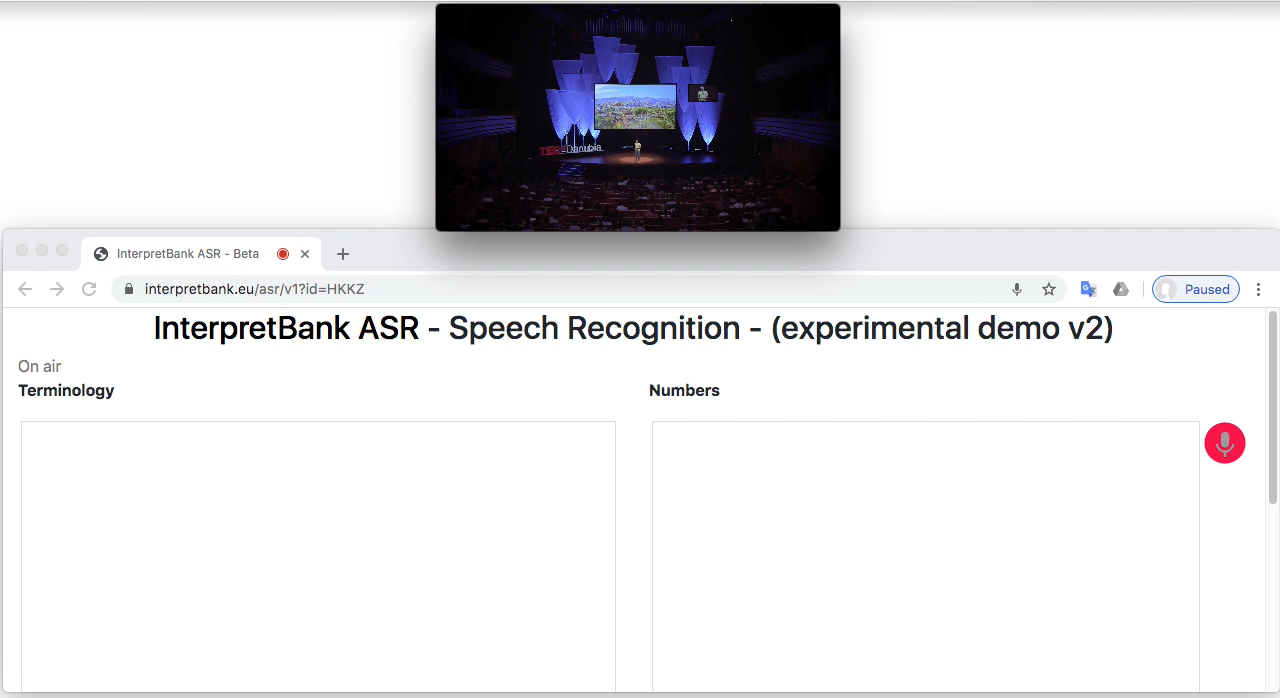 TEDxDanubia
InterpretBank ASR - Beta
interpretbank.eu/asr/v1?id=HKKZ
Paused
InterpretBank ASR - Speech Recognition - (experimental demo v2)
On air
Terminology
Numbers